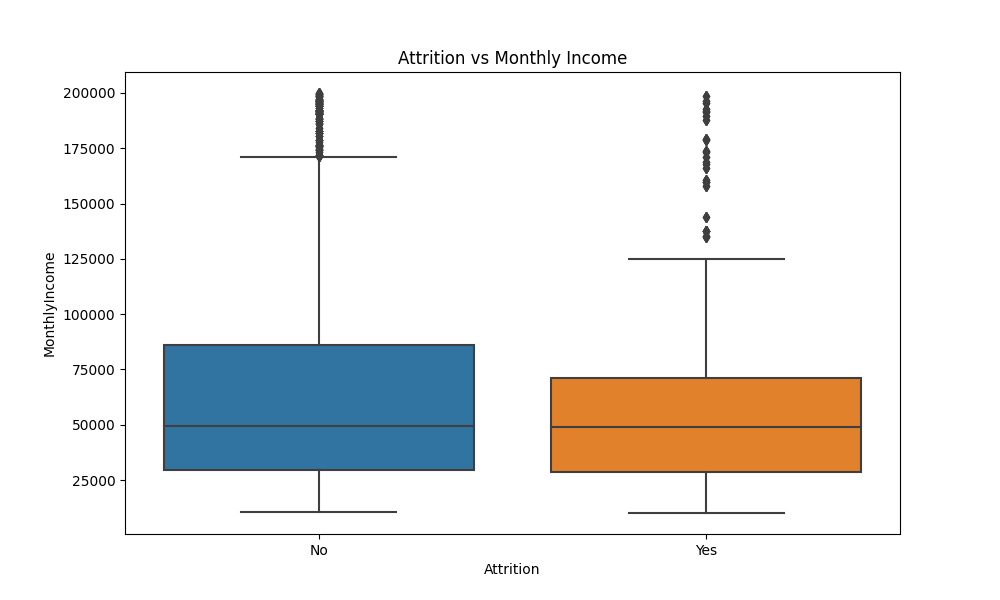 Attrition vs Monthly Income
200000
175000
150000
125000
100000
75000
50000
25000
MonthlyIncome
No
Yes
Attrition